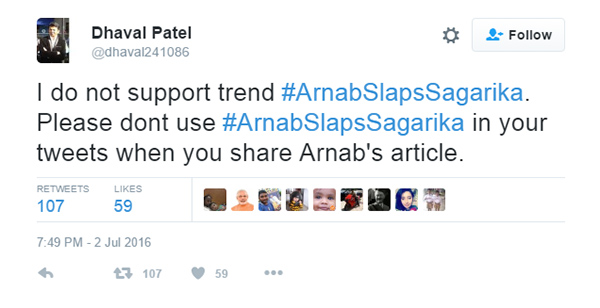 Dhaval Patel
@dhaval241086
Follow
I do not support trend #ArnabSlapsSagarika.
Please dont use #ArnabSlapsSagarika in your
tweets when you share Arnab's article.
RETWEETS LIKES
107 59
7:49 PM - 2 Jul 2016
107 59